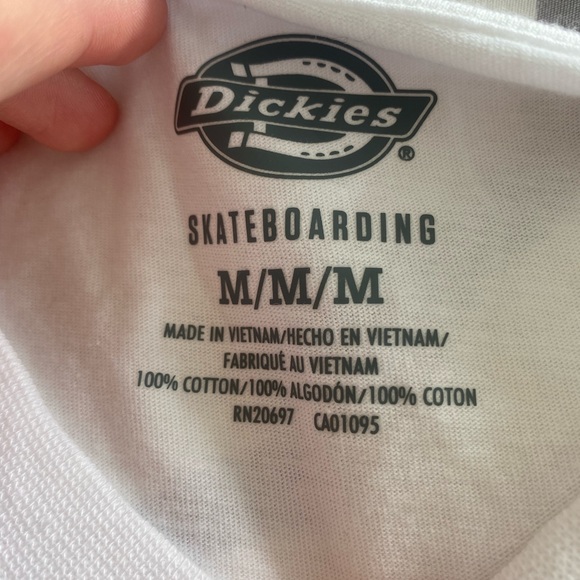 Dickies
®
SKATEBOARDING
M/M/M
MADE IN VIETNAM/HECHO EN VIETNAM/
FABRIQUÉ AU VIETNAM
100% COTTON/100% ALGODÓN/100% COTON
RN20697 CA01095